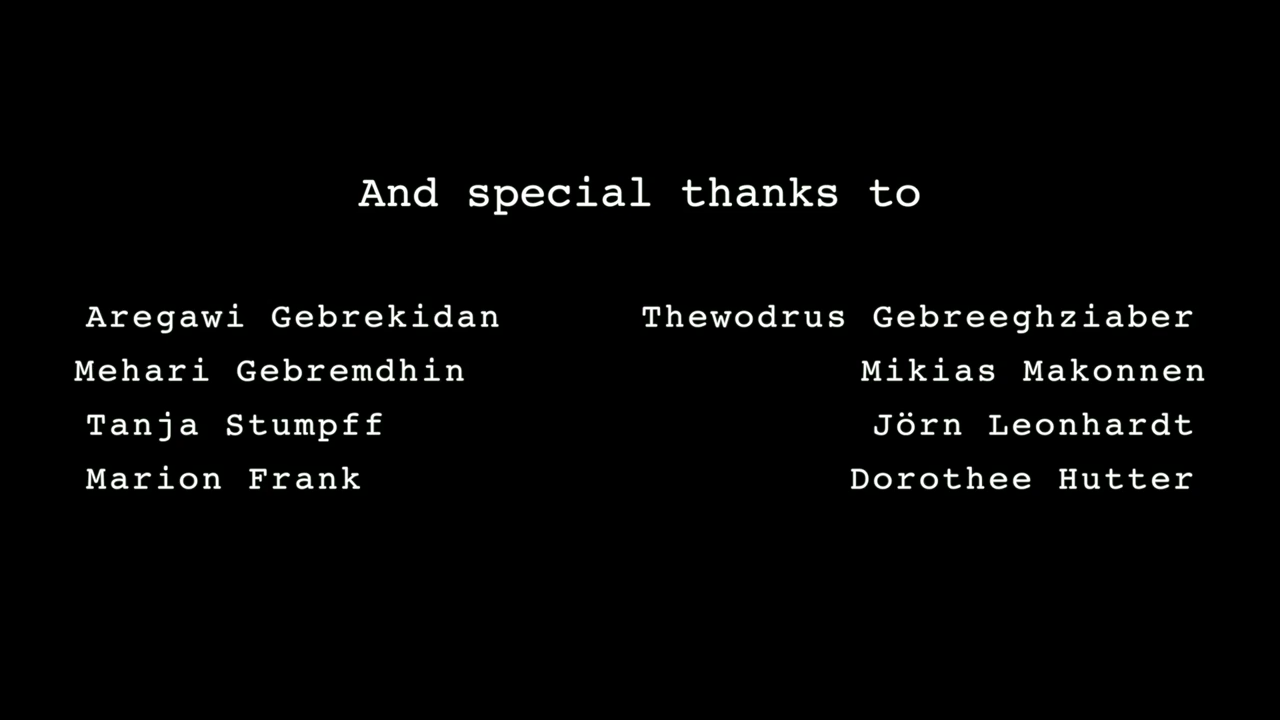 And special thanks to
Aregawi Gebrekidan
Thewodrus Gebreeghziaber
Mehari Gebremdhin
Mikias Makonnen
Tanja Stumpff
Jörn Leonhardt
Marion Frank
Dorothee Hutter